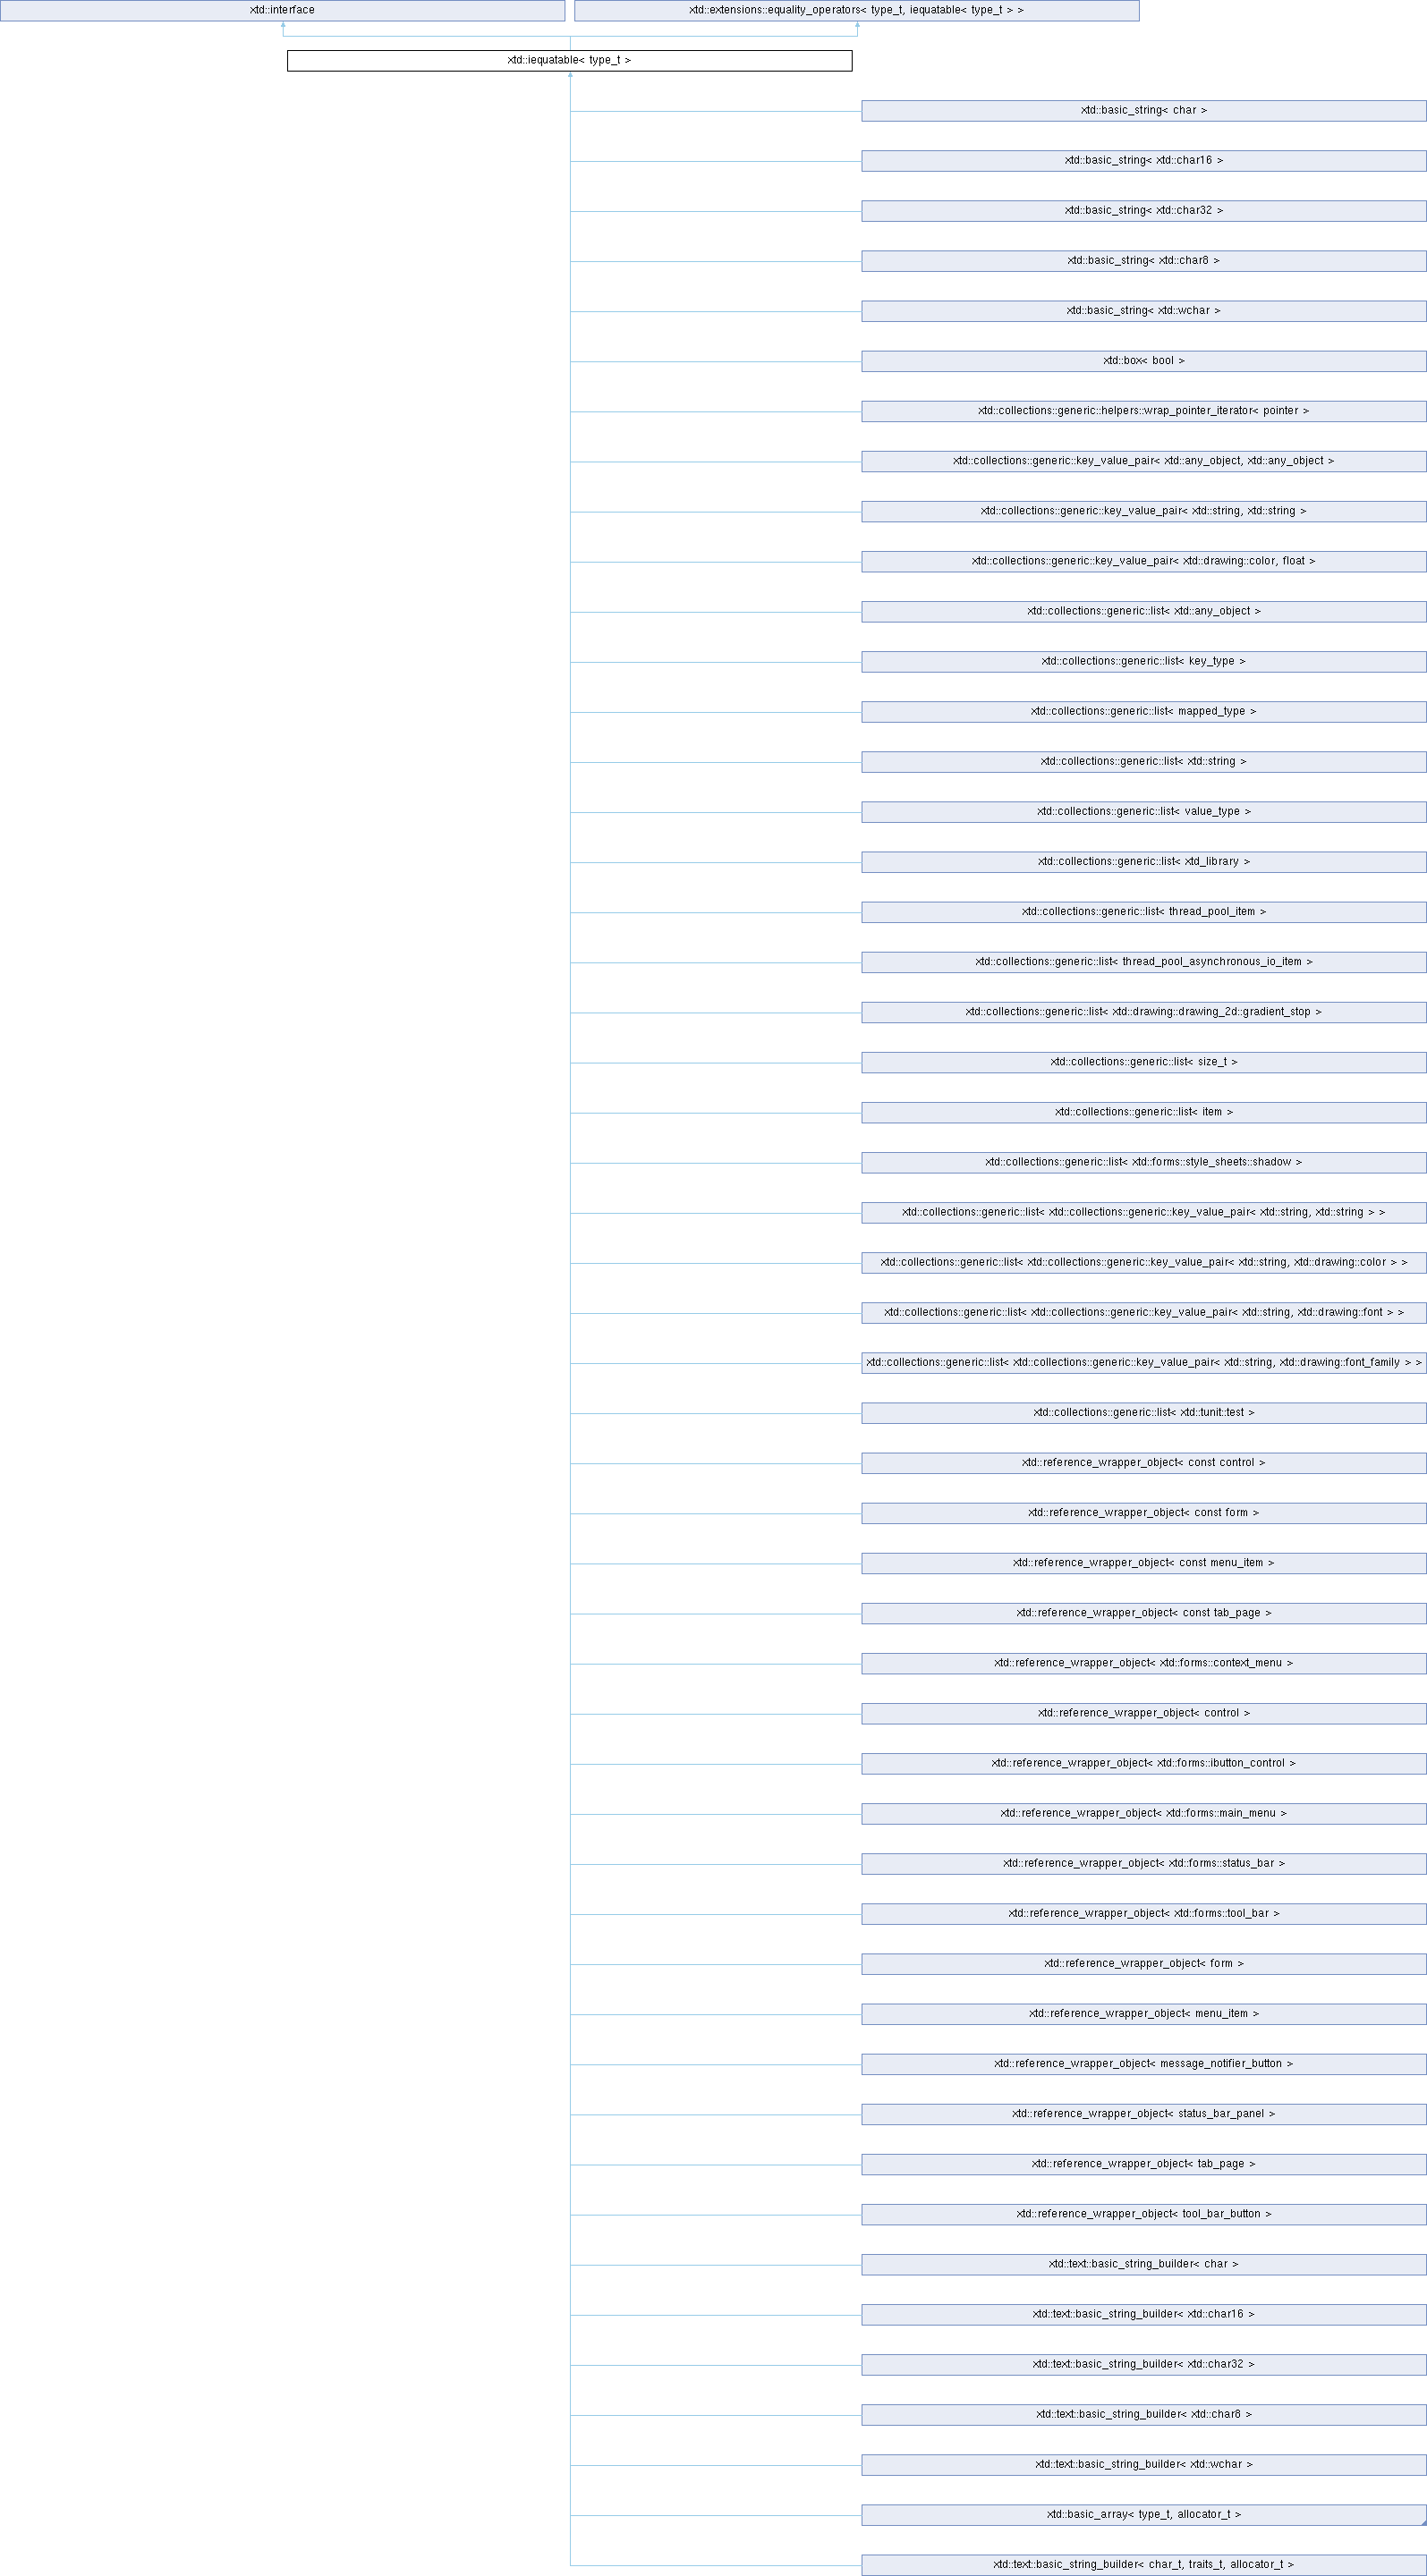 xtd::interface
xtd::extensions::equality_operators< type_t, iequatable< type_t > >
xtd::iequatable< type_t >
xtd::basic_string< char >
xtd::basic_string< xtd::char16 >
xtd::basic_string< xtd::char32 >
xtd::basic_string< xtd::char8 >
xtd::basic_string< xtd::wchar >
xtd::box< bool >
xtd::collections::generic::helpers::wrap_pointer_iterator< pointer >
xtd::collections::generic::key_value_pair< xtd::any_object, xtd::any_object >
xtd::collections::generic::key_value_pair< xtd::string, xtd::string >
xtd::collections::generic::key_value_pair< xtd::drawing::color, float >
xtd::collections::generic::list< xtd::any_object >
xtd::collections::generic::list< key_type >
xtd::collections::generic::list< mapped_type >
xtd::collections::generic::list< xtd::string >
xtd::collections::generic::list< value_type >
xtd::collections::generic::list< xtd_library >
xtd::collections::generic::list< thread_pool_item >
xtd::collections::generic::list< thread_pool_asynchronous_io_item >
xtd::collections::generic::list< xtd::drawing::drawing_2d::gradient_stop >
xtd::collections::generic::list< size_t >
xtd::collections::generic::list< item >
xtd::collections::generic::list< xtd::forms::style_sheets::shadow >
xtd::collections::generic::list< xtd::collections::generic::key_value_pair< xtd::string, xtd::string > >
xtd::collections::generic::list< xtd::collections::generic::key_value_pair< xtd::string, xtd::drawing::color > >
xtd::collections::generic::list< xtd::collections::generic::key_value_pair< xtd::string, xtd::drawing::font > >
xtd::collections::generic::list< xtd::collections::generic::key_value_pair< xtd::string, xtd::drawing::font_family > >
xtd::collections::generic::list< xtd::tunit::test >
xtd::reference_wrapper_object< const control >
xtd::reference_wrapper_object< const form >
xtd::reference_wrapper_object< const menu_item >
xtd::reference_wrapper_object< const tab_page >
xtd::reference_wrapper_object< xtd::forms::context_menu >
xtd::reference_wrapper_object< control >
xtd::reference_wrapper_object< xtd::forms::ibutton_control >
xtd::reference_wrapper_object< xtd::forms::main_menu >
xtd::reference_wrapper_object< xtd::forms::status_bar >
xtd::reference_wrapper_object< xtd::forms::tool_bar >
xtd::reference_wrapper_object< form >
xtd::reference_wrapper_object< menu_item >
xtd::reference_wrapper_object< message_notifier_button >
xtd::reference_wrapper_object< status_bar_panel >
xtd::reference_wrapper_object< tab_page >
xtd::reference_wrapper_object< tool_bar_button >
xtd::text::basic_string_builder< char >
xtd::text::basic_string_builder< xtd::char16 >
xtd::text::basic_string_builder< xtd::char32 >
xtd::text::basic_string_builder< xtd::char8 >
xtd::text::basic_string_builder< xtd::wchar >
xtd::basic_array< type_t, allocator_t >
xtd::text::basic_string_builder< char_t, traits_t, allocator_t >